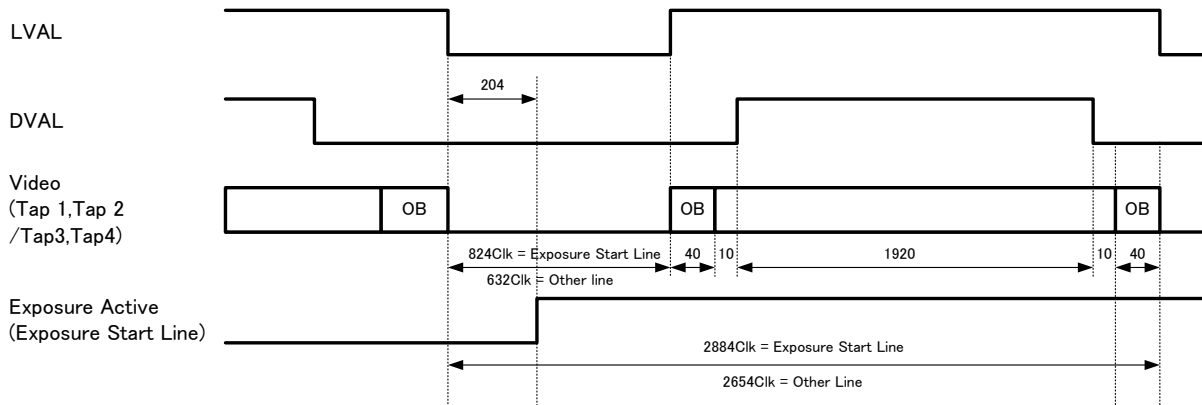 LVAL
204
DVAL
Video
(Tap 1,Tap 2
/Tap3,Tap4)
OB
OB
OB
824Clk = Exposure Start Line
40
10
1920
10
40
632Clk = Other line
Exposure Active
(Exposure Start Line)
2884Clk = Exposure Start Line
2654Clk = Other Line